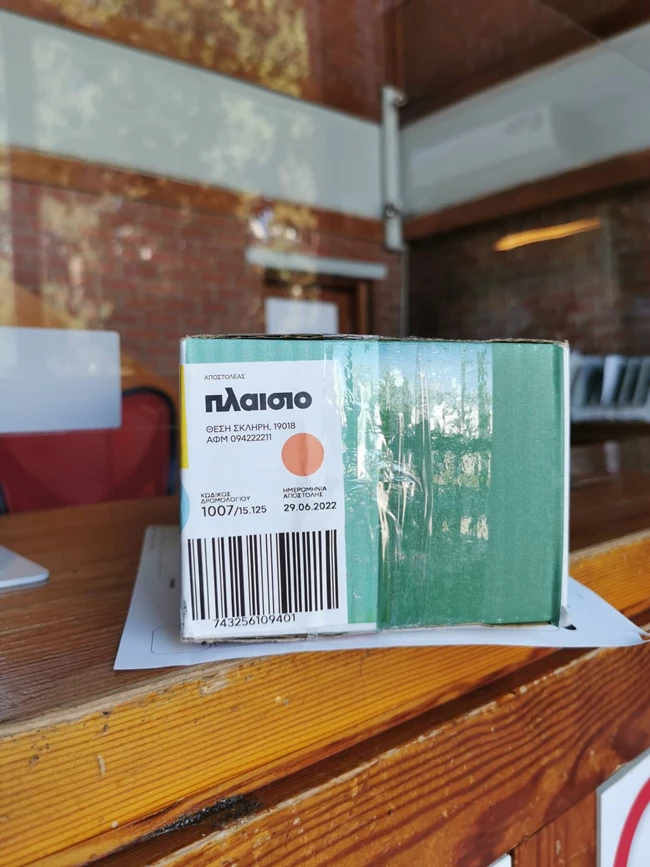 ΑΠΟΣΤΟΛΕΑΣ
πλαισιο
ΘΕΣΗ ΣΚΛΗΡΗ, 19018
ΑΦΜ 094222211
ΚΩΔΙΚΟΣ
ΔΡΟΜΟΛΟΓΙΟΥ
1007/15.125
ΗΜΕΡΟΜΗΝΙΑ
ΑΠΟΣΤΟΛΗΣ
29.06.2022
743256109401